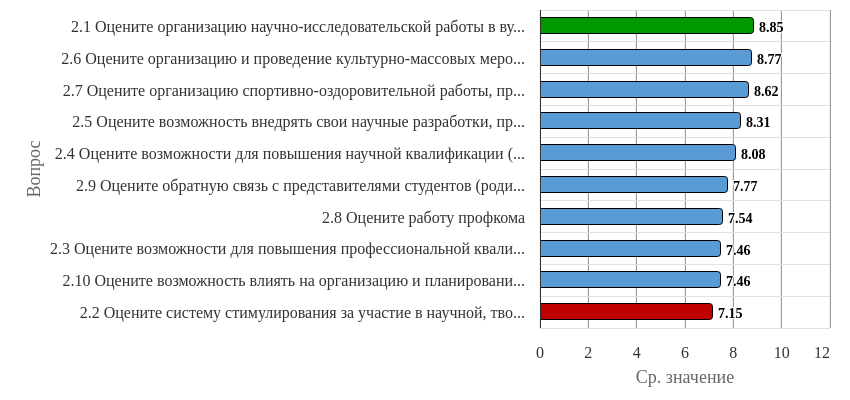 2.1 Оцените организацию научно-исследовательской работы в ву... 8.85
2.6 Оцените организацию и проведение культурно-массовых меро... 8.77
2.7 Оцените организацию спортивно-оздоровительной работы, пр... 8.62
2.5 Оцените возможность внедрять свои научные разработки, пр... 8.31
2.4 Оцените возможности для повышения научной квалификации (... 8.08
2.9 Оцените обратную связь с представителями студентов (роди... 7.77
2.8 Оцените работу профкома 7.54
2.3 Оцените возможности для повышения профессиональной квали... 7.46
2.10 Оцените возможность влиять на организацию и планировани... 7.46
2.2 Оцените систему стимулирования за участие в научной, тво... 7.15
Вопрос
0 2 4 6 8 10 12
Ср. значение